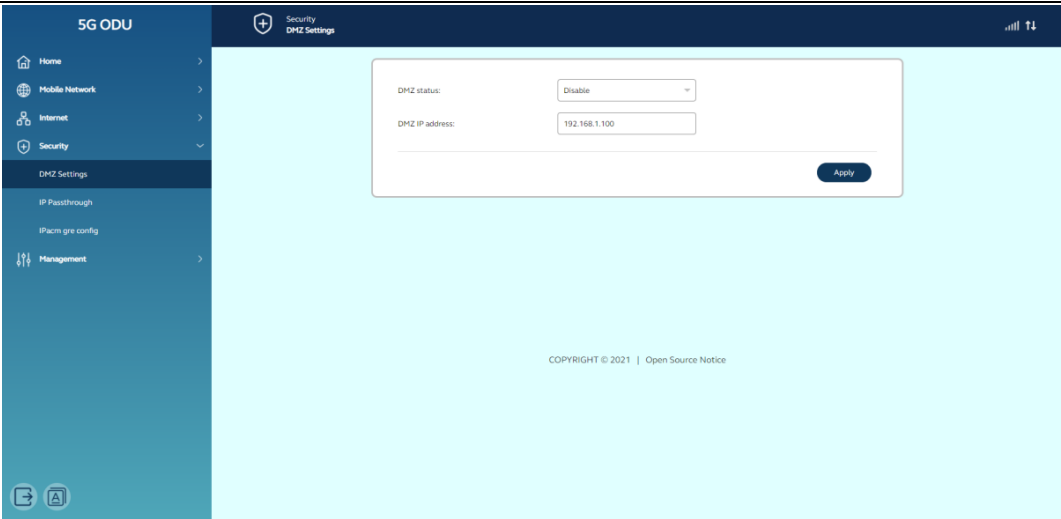 5G ODU
Security
DMZ Settings
Home
Mobile Network
Internet
Security
DMZ Settings
IP Passthrough
IPacm gre config
Management
DMZ status:
Disable
DMZ IP address:
192.168.1.100
Apply
COPYRIGHT © 2021 | Open Source Notice
A